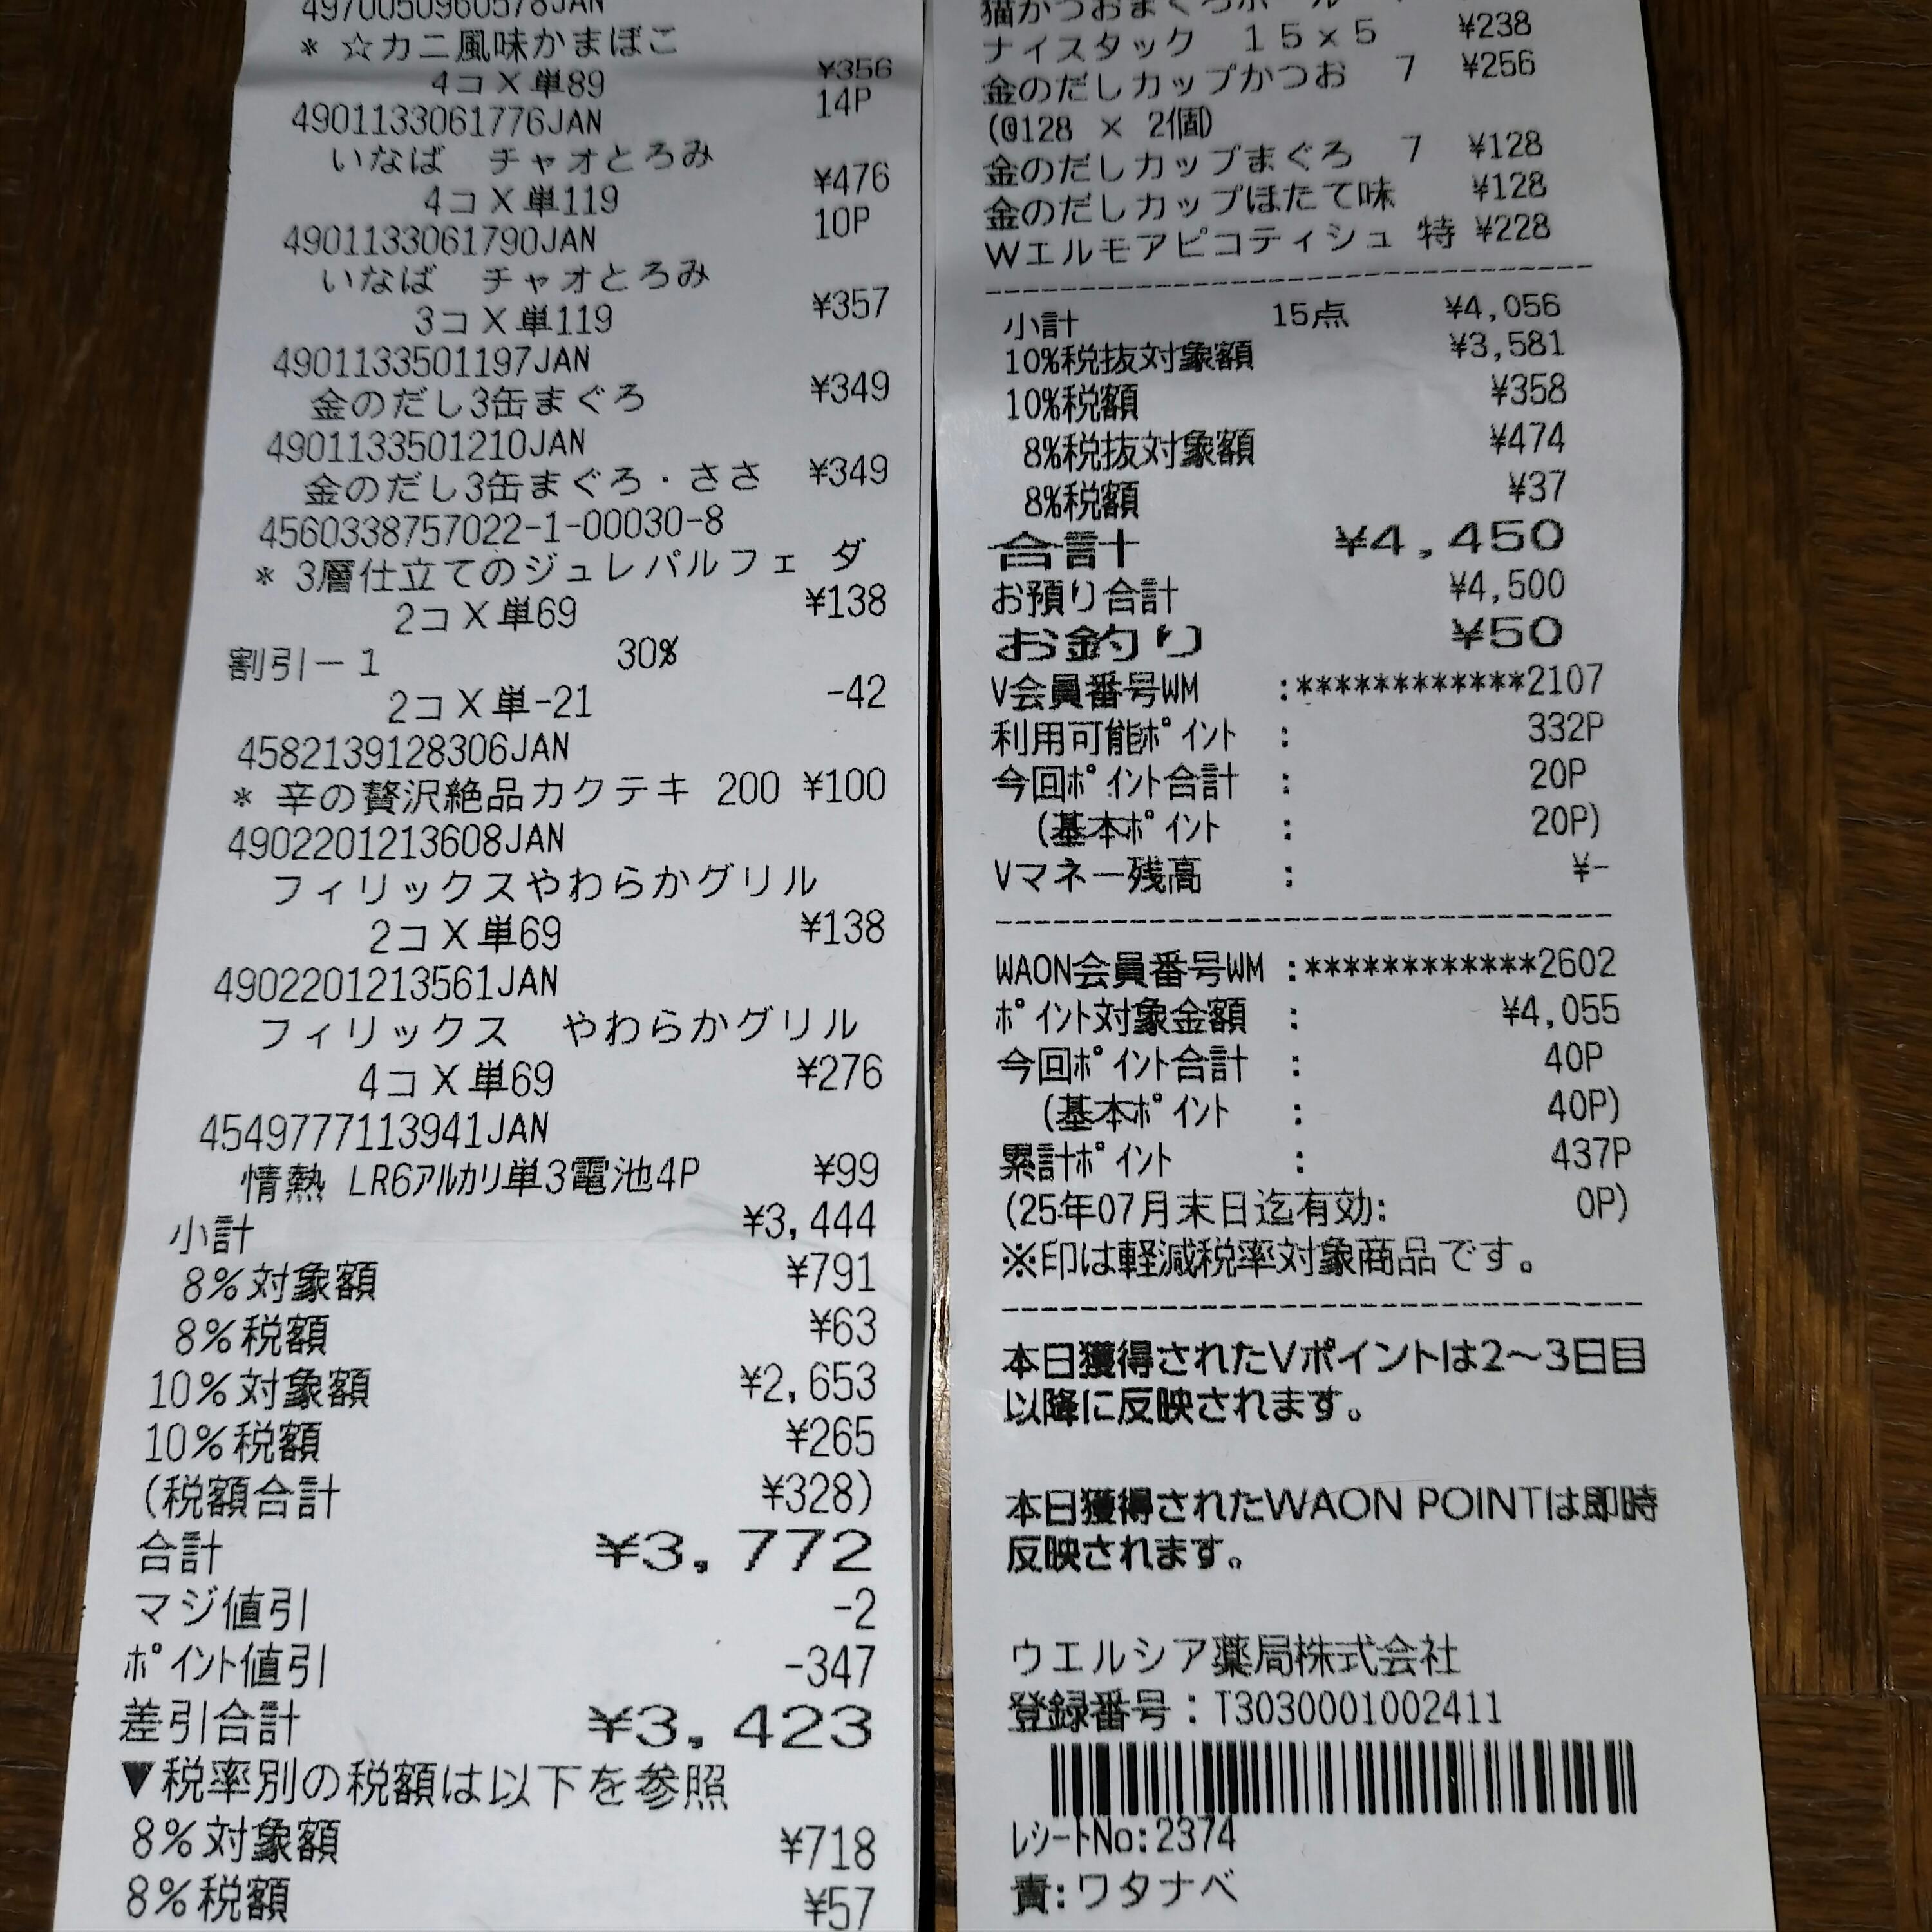 4970050960578JAN
* ☆カニ風味かまぼこ
4コX単89 ¥356
4901133061776JAN 14P
いなば チャオとろみ
4コX単119 ¥476
4901133061790JAN 10P
いなば チャオとろみ
3コX単119 ¥357
4901133501197JAN
金のだし3缶まぐろ ¥349
4901133501210JAN
金のだし3缶まぐろ・ささ ¥349
4560338757022-1-00030-8
* 3層仕立てのジュレパルフェ ダ
2コX単69 ¥138
割引-1 30%
2コX単-21 -42
4582139128306JAN
* 辛の贅沢絶品カクテキ 200 ¥100
4902201213608JAN
フィリックスやわらかグリル
2コX単69 ¥138
4902201213561JAN
フィリックス やわらかグリル
4コX単69 ¥276
4549777113941JAN
情熱 LR6アルカリ単3電池4P ¥99
小計 ¥3,444
8%対象額 ¥791
8%税額 ¥63
10%対象額 ¥2,653
10%税額 ¥265
(税額合計 ¥328)
合計 ¥3,772
マジ値引 -2
ポイント値引 -347
差引合計 ¥3,423
▼税率別の税額は以下を参照
8%対象額 ¥718
8%税額 ¥57
猫かつおまぐろボール
ナイスタック 15×5 ¥238
金のだしカップかつお 7 ¥256
(@128 × 2個)
金のだしカップまぐろ 7 ¥128
金のだしカップほたて味 ¥128
Wエルモアピコティシュ 特 ¥228
小計 15点 ¥4,056
10%税抜対象額 ¥3,581
10%税額 ¥358
8%税抜対象額 ¥474
8%税額 ¥37
合計 ¥4,450
お預り合計 ¥4,500
お釣り ¥50
V会員番号WM :************2107
利用可能ポイント : 332P
今回ポイント合計 : 20P
(基本ポイント : 20P)
Vマネー残高 : ¥-
WAON会員番号WM :************2602
ポイント対象金額 : ¥4,055
今回ポイント合計 : 40P
(基本ポイント : 40P)
累計ポイント : 437P
(25年07月末日迄有効: 0P)
※印は軽減税率対象商品です。
本日獲得されたVポイントは2～3日目
以降に反映されます。
本日獲得されたWAON POINTは即時
反映されます。
ウエルシア薬局株式会社
登録番号:T3030001002411
レシートNo:2374
責:ワタナベ